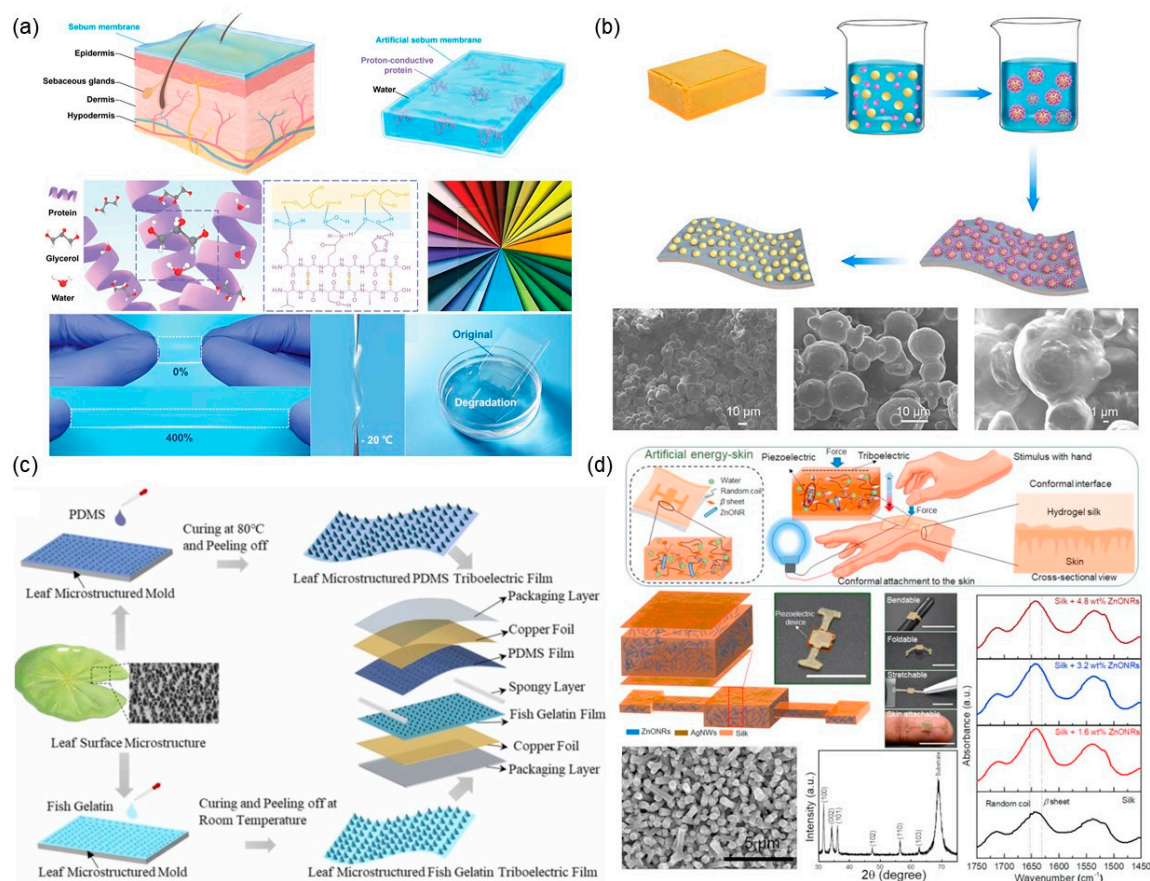 (a)
Sebum membrane
Epidermis
Sebaceous glands
Dermis
Hypodermis
Artificial sebum membrane
Proton-conductive
protein
Water
Protein
Glycerol
Water
0%
400%
- 20 ℃
Original
Degradation
(b)
10 μm
10 μm
1 μm
(c)
PDMS
Curing at 80℃
and Peeling off
Leaf Microstructured Mold
Leaf Microstructured PDMS Triboelectric Film
Packaging Layer
Copper Foil
PDMS Film
Spongy Layer
Fish Gelatin Film
Copper Foil
Packaging Layer
Leaf Surface Microstructure
Fish Gelatin
Curing and Peeling off at
Room Temperature
Leaf Microstructured Mold
Leaf Microstructured Fish Gelatin Triboelectric Film
(d)
Artificial energy-skin
Water
Random coil
β sheet
ZnONR
Piezoelectric
Force
Triboelectric
Stimulus with hand
Force
Conformal interface
Hydrogel silk
Skin
Cross-sectional view
Conformal attachment to the skin
Piezoelectric
device
Bendable
Foldable
Stretchable
Skin attachable
ZnONRs
AgNWs
Silk
5 μm
Intensity (a.u.)
(100)
(002)
(101)
(102)
(110)
(103)
Substrate
30 40 50 60 70
2θ (degree)
Absorbance (a.u.)
Silk + 4.8 wt% ZnONRs
Silk + 3.2 wt% ZnONRs
Silk + 1.6 wt% ZnONRs
Random coil
β sheet
Silk
1750 1700 1650 1600 1550 1500 1450
Wavenumber (cm⁻¹)